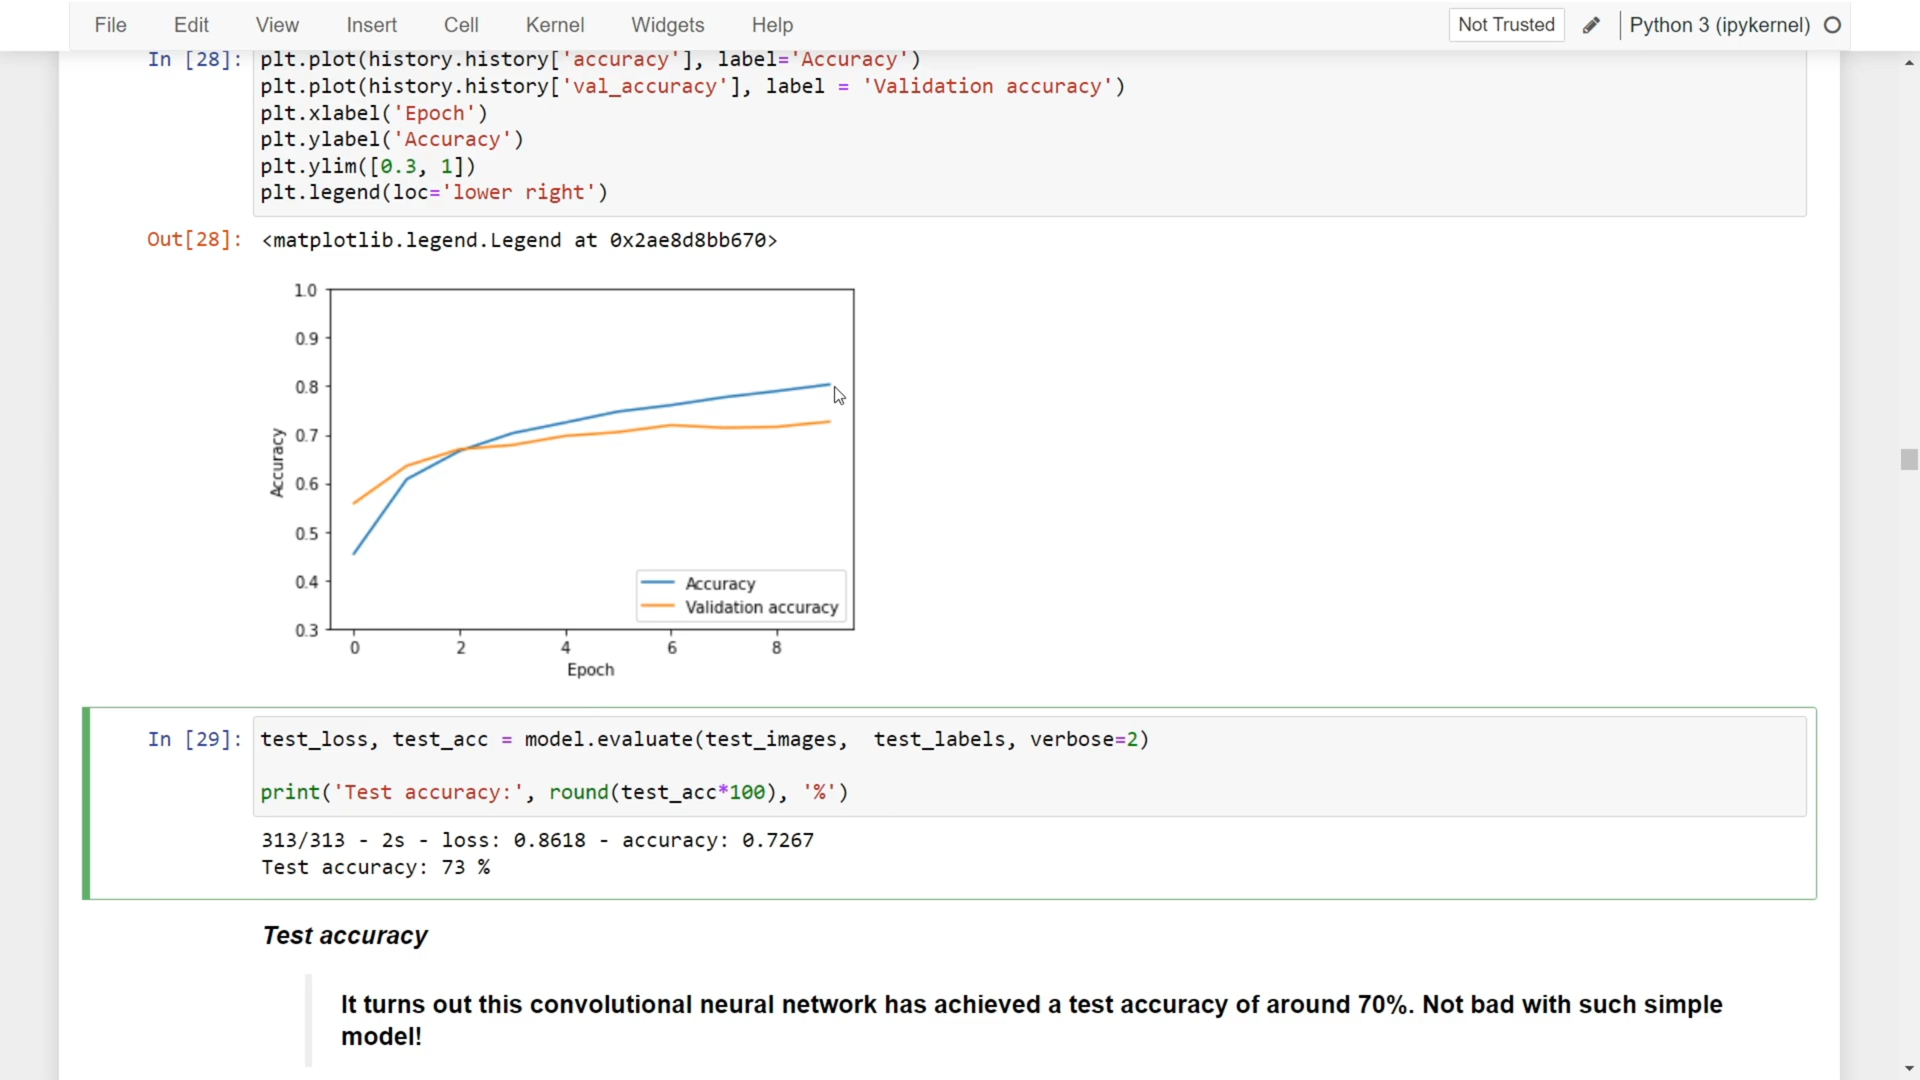 File Edit View Insert Cell Kernel Widgets Help Not Trusted Python 3 (ipykernel)
In [28]: plt.plot(history.history['accuracy'], label='Accuracy')
plt.plot(history.history['val_accuracy'], label = 'Validation accuracy')
plt.xlabel('Epoch')
plt.ylabel('Accuracy')
plt.ylim([0.3, 1])
plt.legend(loc='lower right')
Out[28]: <matplotlib.legend.Legend at 0x2ae8d8bb670>
1.0
0.9
0.8
0.7
0.6
0.5
0.4
0.3
Accuracy
Accuracy
Validation accuracy
0 2 4 6 8
Epoch
In [29]: test_loss, test_acc = model.evaluate(test_images,  test_labels, verbose=2)
print('Test accuracy:', round(test_acc*100), '%')
313/313 - 2s - loss: 0.8618 - accuracy: 0.7267
Test accuracy: 73 %
Test accuracy
It turns out this convolutional neural network has achieved a test accuracy of around 70%. Not bad with such simple
model!